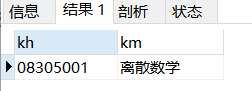 信息 结果 1 剖析 状态
kh km
08305001 离散数学